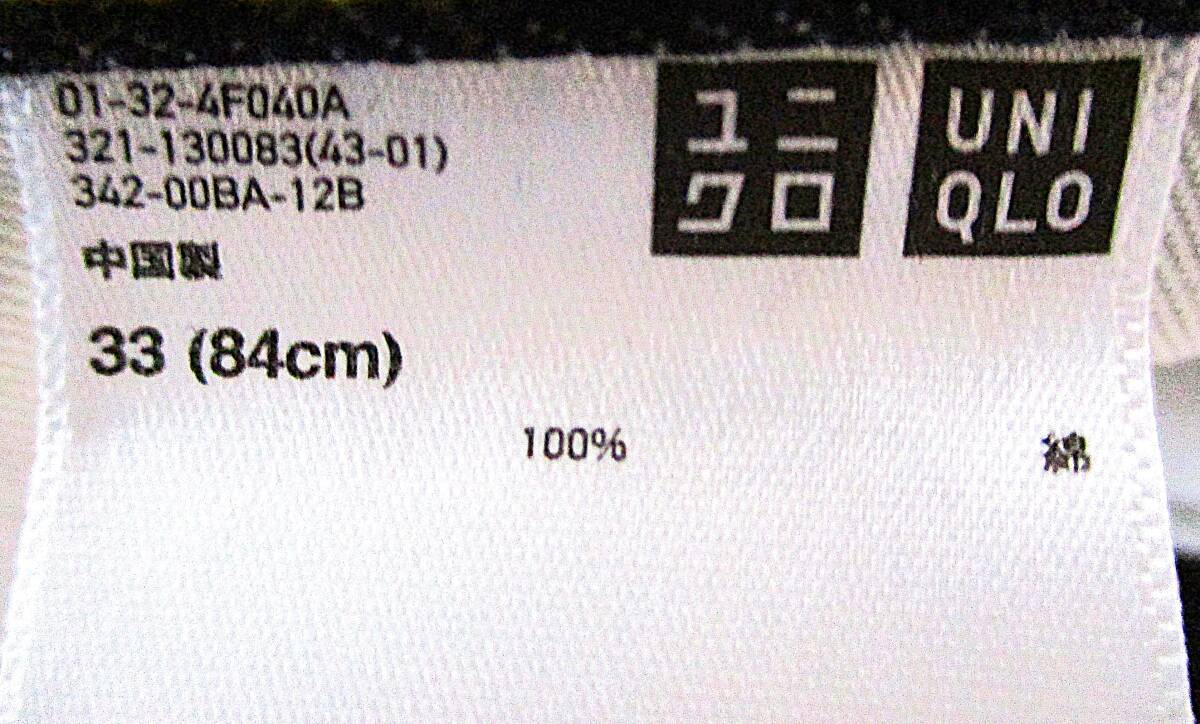 01-32-4F040A
321-130083(43-01)
342-00BA-12B
中国製
33 (84cm)
100% 綿
ユニ
クロ
UNI
QLO